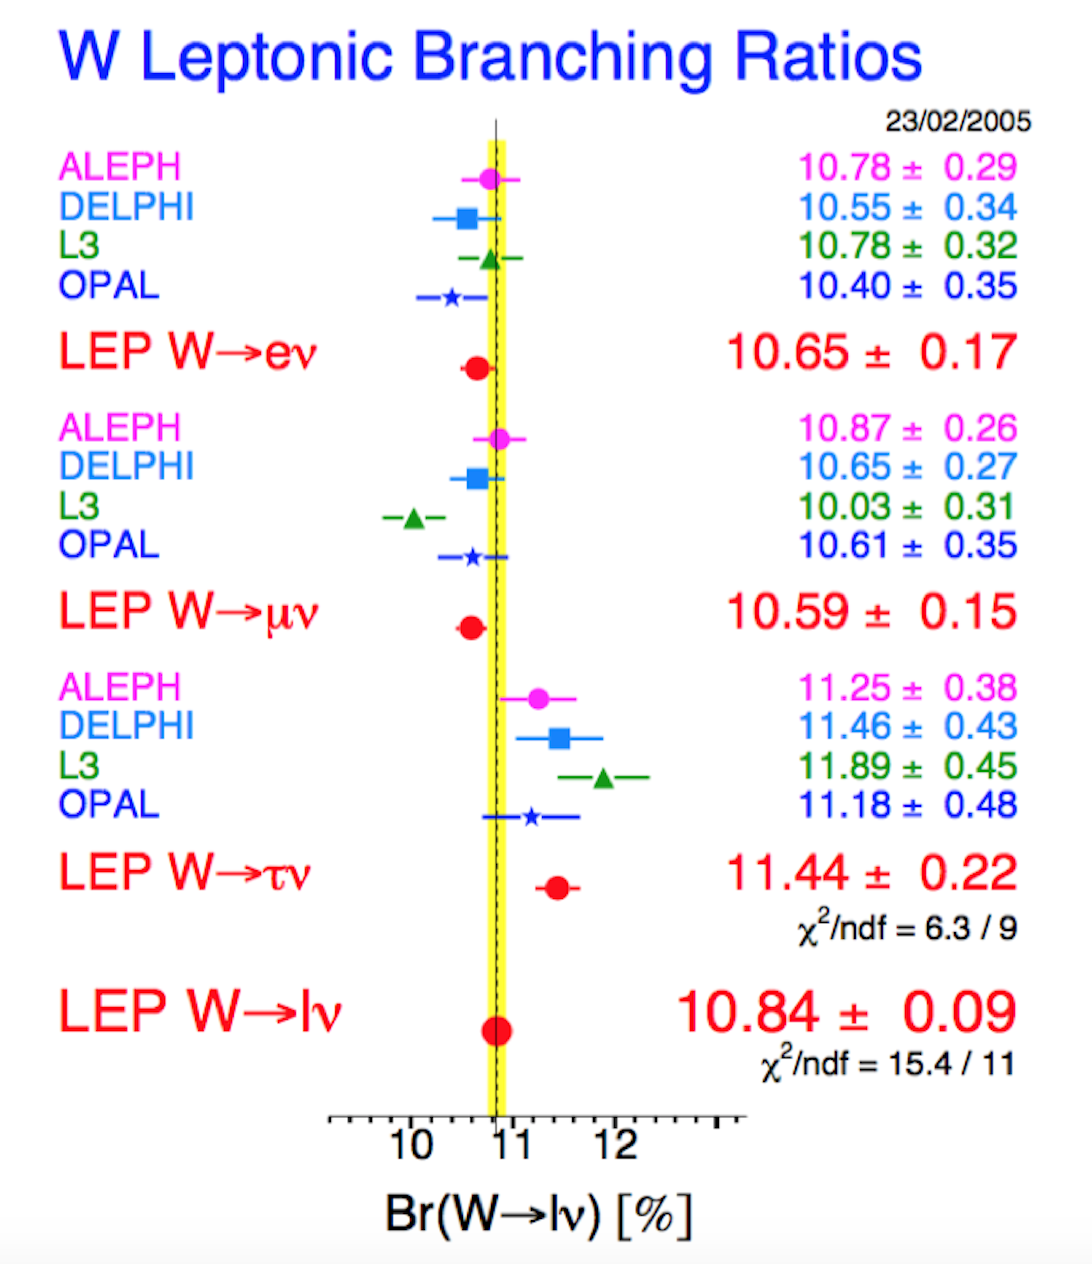 W Leptonic Branching Ratios
23/02/2005
ALEPH 10.78 ± 0.29
DELPHI 10.55 ± 0.34
L3 10.78 ± 0.32
OPAL 10.40 ± 0.35
LEP W→eν 10.65 ± 0.17
ALEPH 10.87 ± 0.26
DELPHI 10.65 ± 0.27
L3 10.03 ± 0.31
OPAL 10.61 ± 0.35
LEP W→μν 10.59 ± 0.15
ALEPH 11.25 ± 0.38
DELPHI 11.46 ± 0.43
L3 11.89 ± 0.45
OPAL 11.18 ± 0.48
LEP W→τν 11.44 ± 0.22
χ²/ndf = 6.3 / 9
LEP W→lν 10.84 ± 0.09
χ²/ndf = 15.4 / 11
10 11 12
Br(W→lν) [%]